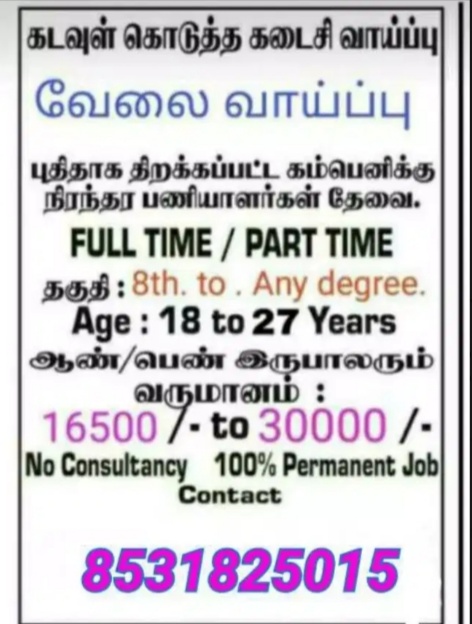 கடவுள் கொடுத்த கடைசி வாய்ப்பு
வேலை வாய்ப்பு
புதிதாக திறக்கப்பட்ட கம்பெனிக்கு
நிரந்தர பணியாளர்கள் தேவை.
FULL TIME / PART TIME
தகுதி : 8th. to . Any degree.
Age : 18 to 27 Years
ஆண்/பெண் இருபாலரும்
வருமானம் :
16500 /- to 30000 /-
No Consultancy 100% Permanent Job
Contact
8531825015